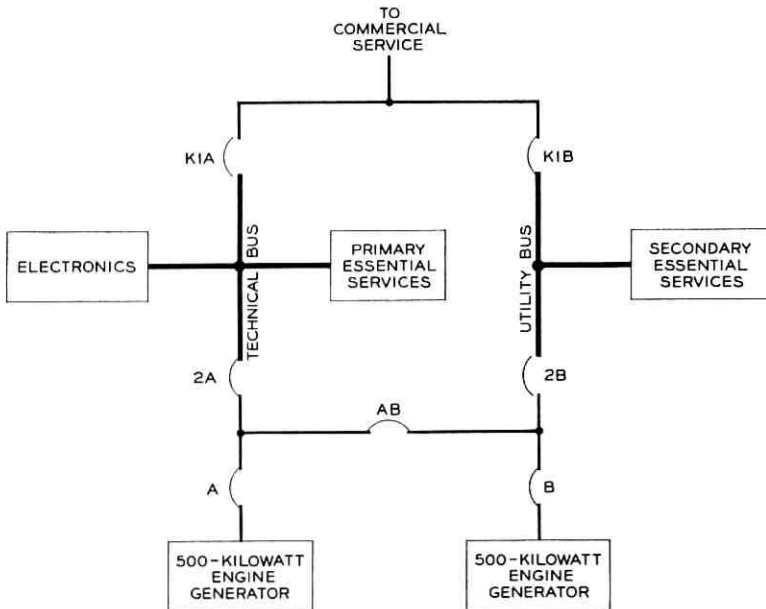 TO
COMMERCIAL
SERVICE
K1A
K1B
ELECTRONICS
TECHNICAL BUS
PRIMARY
ESSENTIAL
SERVICES
UTILITY BUS
SECONDARY
ESSENTIAL
SERVICES
2A
2B
AB
A
B
500-KILOWATT
ENGINE
GENERATOR
500-KILOWATT
ENGINE
GENERATOR